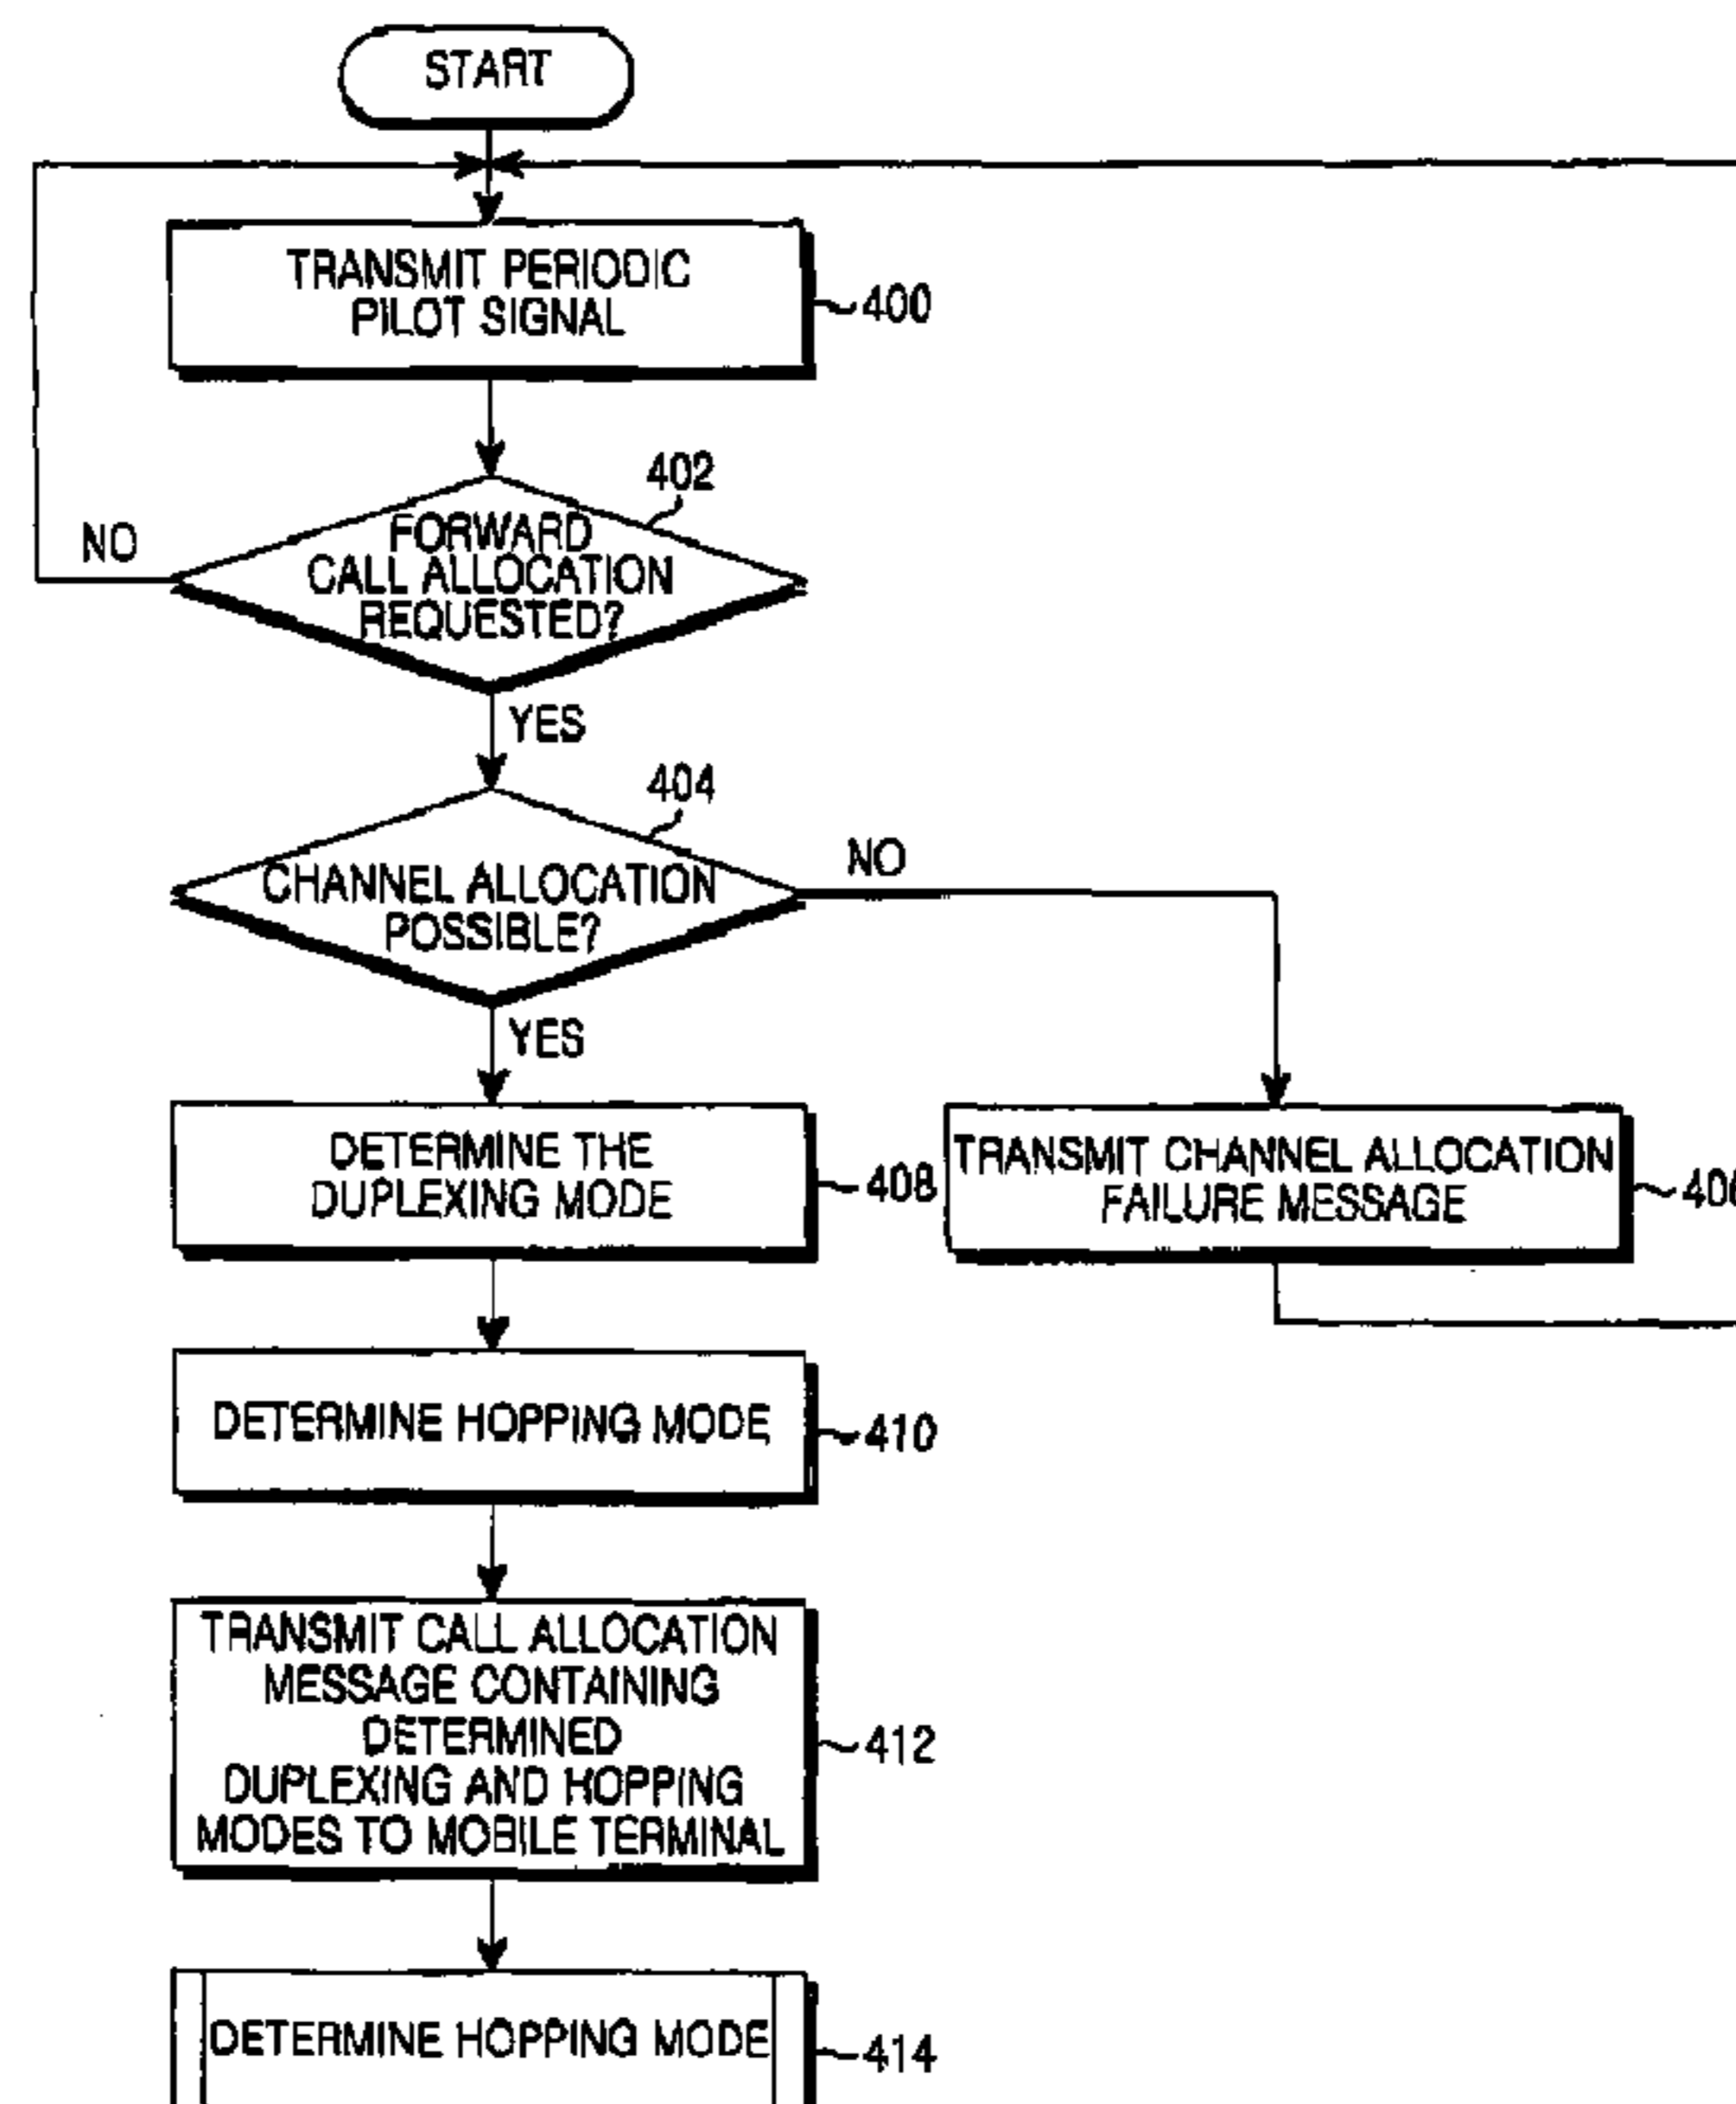 START
TRANSMIT PERIODIC
PILOT SIGNAL
400
402
FORWARD
CALL ALLOCATION
REQUESTED?
NO
YES
404
CHANNEL ALLOCATION
POSSIBLE?
NO
YES
DETERMINE THE
DUPLEXING MODE
408
TRANSMIT CHANNEL ALLOCATION
FAILURE MESSAGE
DETERMINE HOPPING MODE
410
TRANSMIT CALL ALLOCATION
MESSAGE CONTAINING
DETERMINED
DUPLEXING AND HOPPING
MODES TO MOBILE TERMINAL
412
DETERMINE HOPPING MODE
414